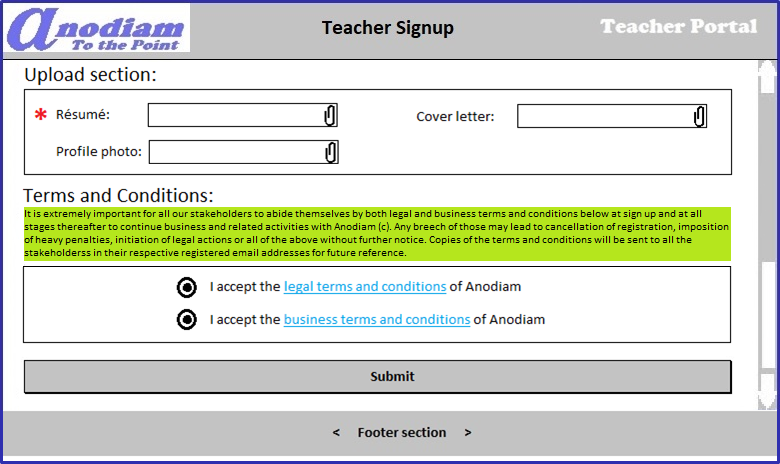 Anodiam
To the Point
Teacher Signup
Teacher Portal
Upload section:
* Résumé:
Cover letter:
Profile photo:
Terms and Conditions:
It is extremely important for all our stakeholders to abide themselves by both legal and business terms and conditions below at sign up and at all
stages thereafter to continue business and related activities with Anodiam (c). Any breech of those may lead to cancellation of registration, imposition
of heavy penalties, initiation of legal actions or all of the above without further notice. Copies of the terms and conditions will be sent to all the
stakeholderss in their respective registered email addresses for future reference.
I accept the legal terms and conditions of Anodiam
I accept the business terms and conditions of Anodiam
Submit
< Footer section >